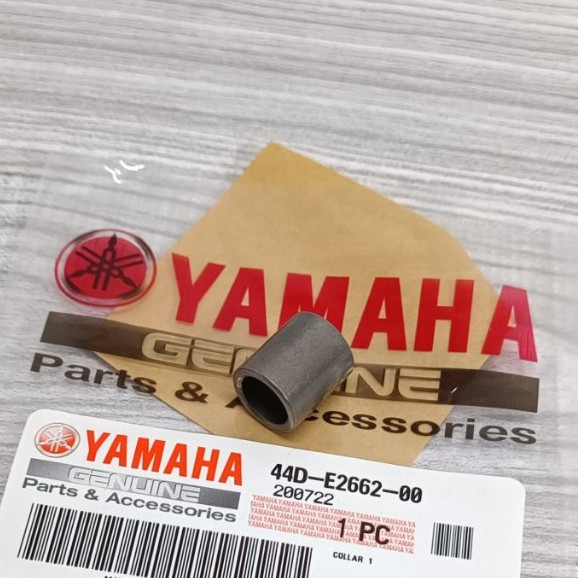 YAMAHA
GENUINE
Parts & Accessories
YAMAHA
GENUINE
Parts & Accessories
44D-E2662-00
200722
1 PC
COLLAR 1